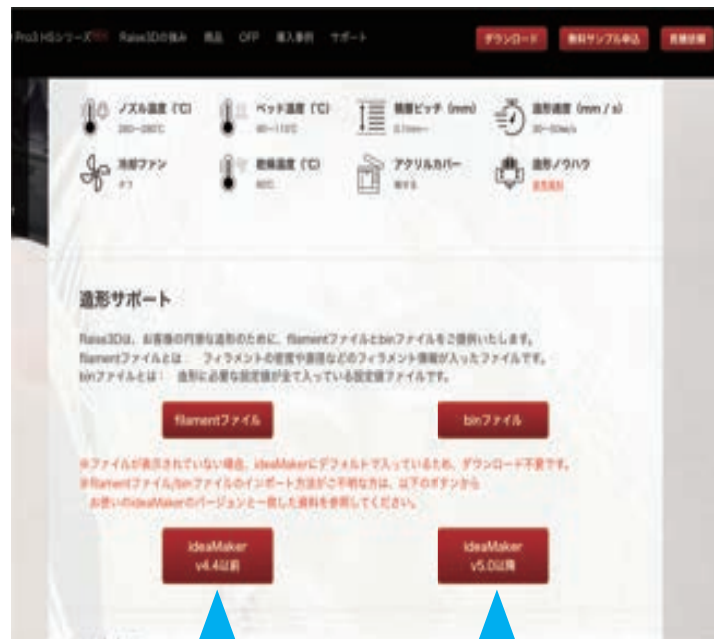 Pro3 HSシリーズ Raise3Dの強み 商品 OFP 導入事例 サポート ダウンロード 無料サンプル申込 見積依頼
ノズル温度 (℃) ベッド温度 (℃) 積層ピッチ (mm) 造形速度 (mm / s)
0.1mm~
冷却ファン 乾燥温度 (℃) アクリルカバー 造形ノウハウ
オフ
造形サポート
Raise3Dは、お客様の円滑な造形のために、filamentファイルとbinファイルをご提供いたします。
filamentファイルとは： フィラメントの密度や直径などのフィラメント情報が入ったファイルです。
binファイルとは： 造形に必要な設定値が全て入っている設定値ファイルです。
filamentファイル binファイル
※ファイルが表示されていない場合、ideaMakerにデフォルトで入っているため、ダウンロード不要です。
※filamentファイル/binファイルのインポート方法がご不明な方は、以下のボタンから
お使いのideaMakerのバージョンと一致した資料を参照してください。
ideaMaker ideaMaker
v4.4以前 v5.0以降